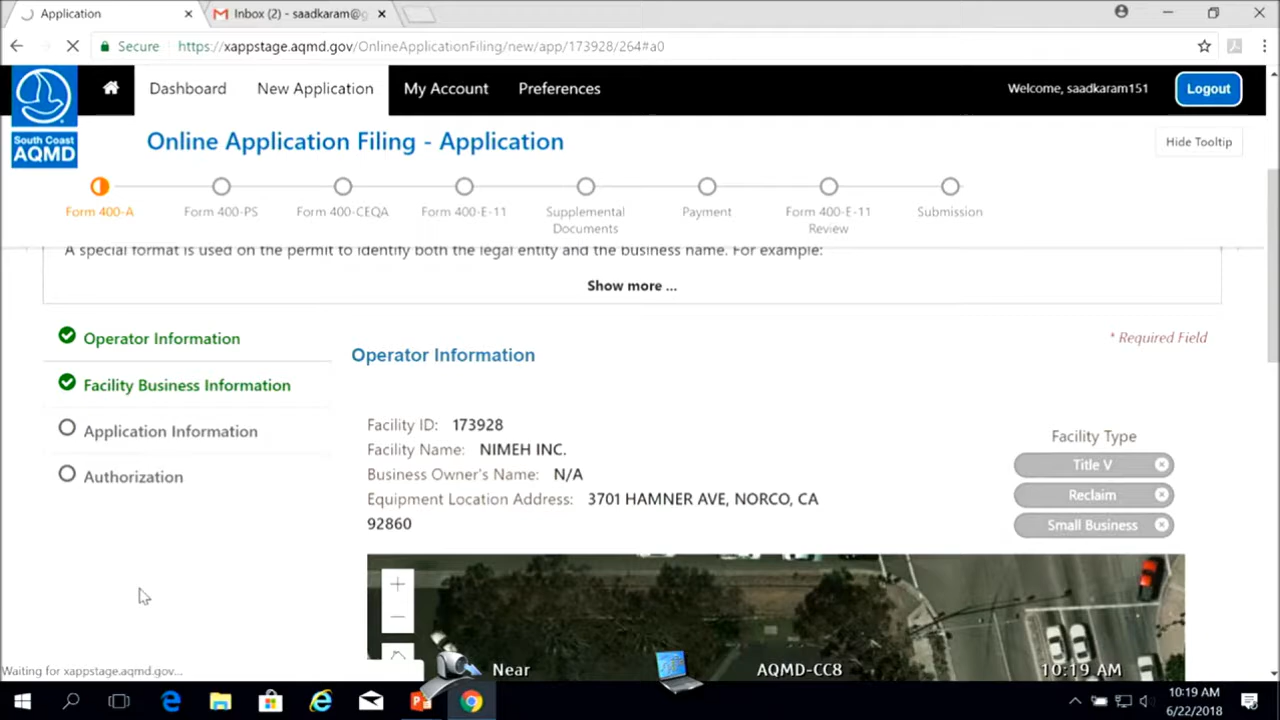 Application
Inbox (2) - saadkaram@g
Secure https://xappstage.aqmd.gov/OnlineApplicationFiling/new/app/173928/264#a0
South Coast
AQMD
Dashboard New Application My Account Preferences Welcome, saadkaram151 Logout
Online Application Filing - Application Hide Tooltip
Form 400-A Form 400-PS Form 400-CEQA Form 400-E-11 Supplemental Documents Payment Form 400-E-11 Review Submission
A special format is used on the permit to identify both the legal entity and the business name. For example:
Show more ...
Operator Information
Facility Business Information
Application Information
Authorization
* Required Field
Operator Information
Facility ID: 173928
Facility Name: NIMEH INC.
Business Owner's Name: N/A
Equipment Location Address: 3701 HAMNER AVE, NORCO, CA
92860
Facility Type
Title V
Reclaim
Small Business
+
−
Waiting for xappstage.aqmd.gov...
Near AQMD-CC8 10:19 AM
10:19 AM
6/22/2018